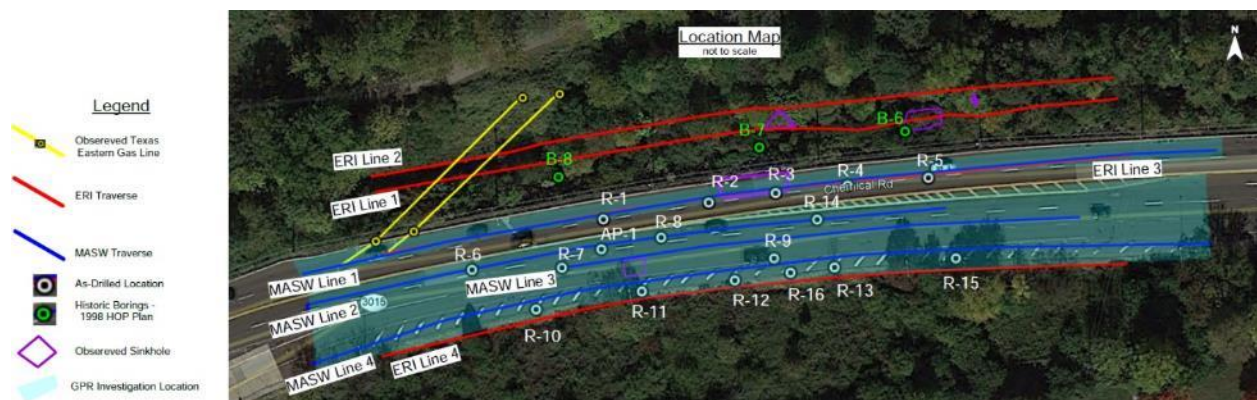 Legend
Obsereved Texas
Eastern Gas Line
ERI Traverse
MASW Traverse
As-Drilled Location
Historic Borings -
1998 HOP Plan
Obsereved Sinkhole
GPR Investigation Location
Location Map
not to scale
N
ERI Line 2
ERI Line 1
B-8
B-7
B-6
R-1
R-2
R-3
R-4
R-5
Chemical Rd
ERI Line 3
R-14
R-8
AP-1
R-6
R-7
R-9
MASW Line 1
MASW Line 2
MASW Line 3
3015
R-10
R-11
R-12
R-16
R-13
R-15
MASW Line 4
ERI Line 4